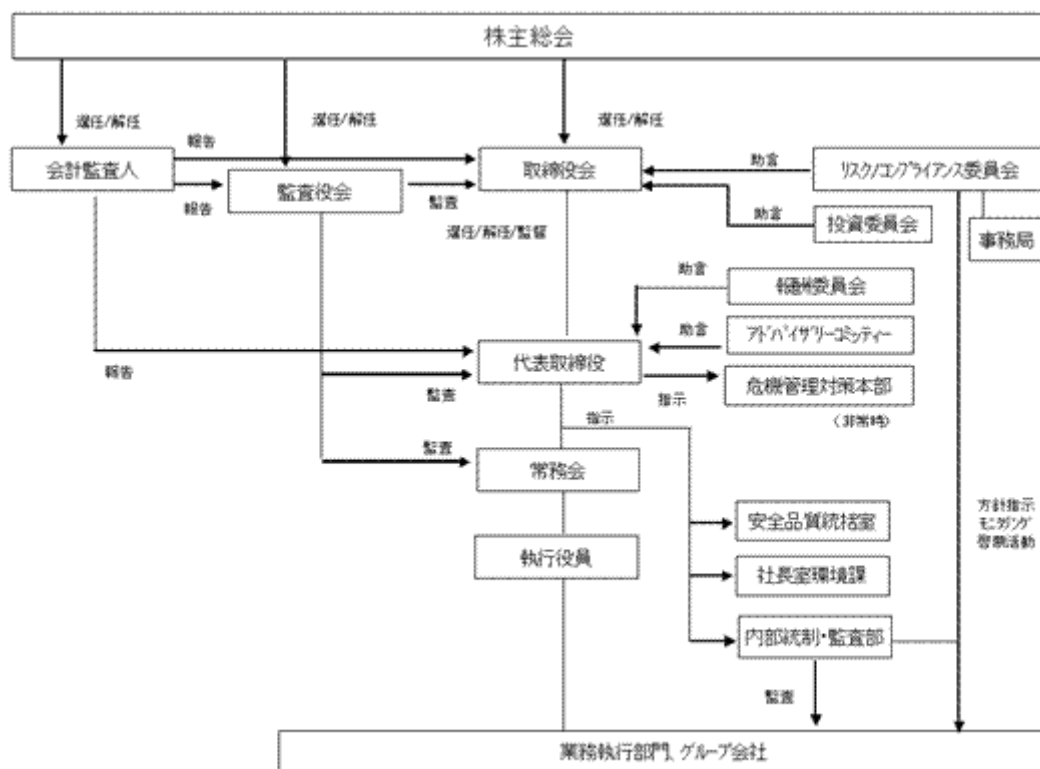 株主総会
選任/解任
選任/解任
選任/解任
会計監査人
報告
報告
監査役会
監査
取締役会
助言
リスク/コンプライアンス委員会
助言
投資委員会
事務局
選任/解任/監督
助言
報酬委員会
助言
アドバイザリーコミッティー
報告
監査
代表取締役
指示
危機管理対策本部
(非常時)
指示
監査
常務会
執行役員
安全品質統括室
社長室環境課
内部統制・監査部
方針指示
モニタリング
啓蒙活動
監査
業務執行部門、グループ会社